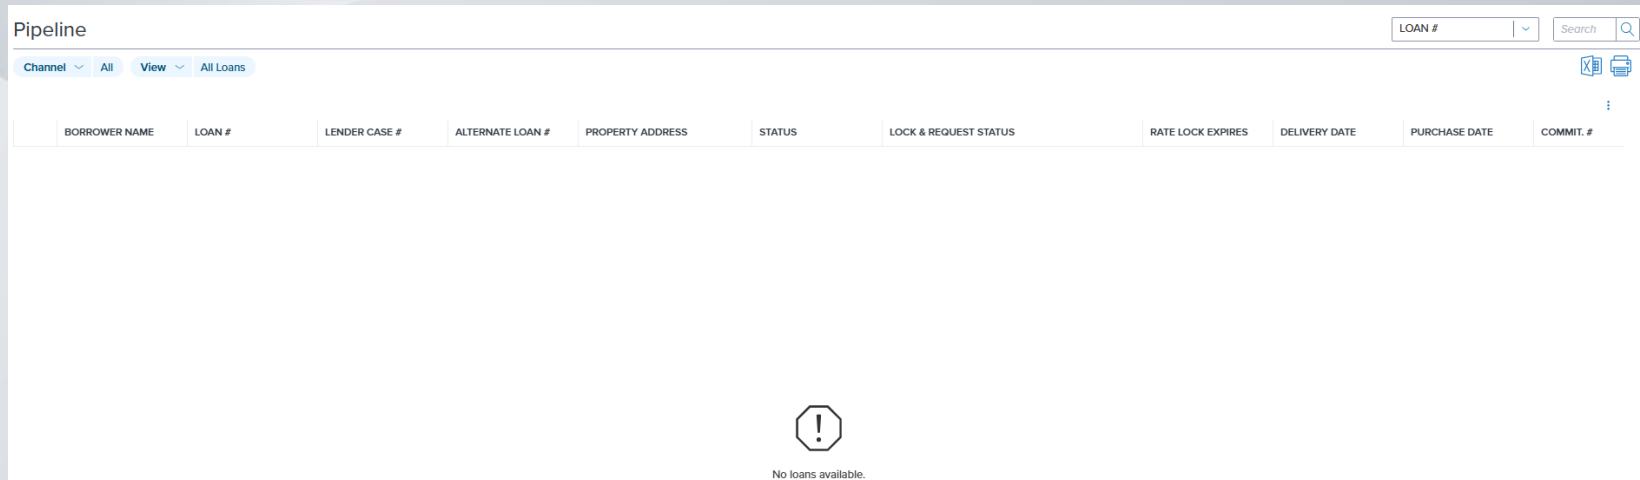 Pipeline
LOAN #
Search
Channel All View All Loans
BORROWER NAME LOAN # LENDER CASE # ALTERNATE LOAN # PROPERTY ADDRESS STATUS LOCK & REQUEST STATUS RATE LOCK EXPIRES DELIVERY DATE PURCHASE DATE COMMIT. #
No loans available.